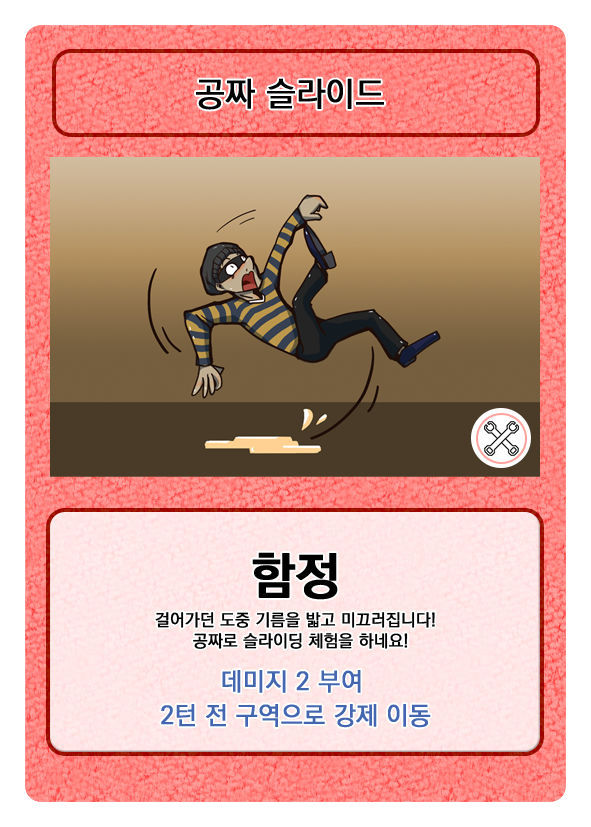 공짜 슬라이드
함정
걸어가던 도중 기름을 밟고 미끄러집니다!
공짜로 슬라이딩 체험을 하네요!
데미지 2 부여
2턴 전 구역으로 강제 이동